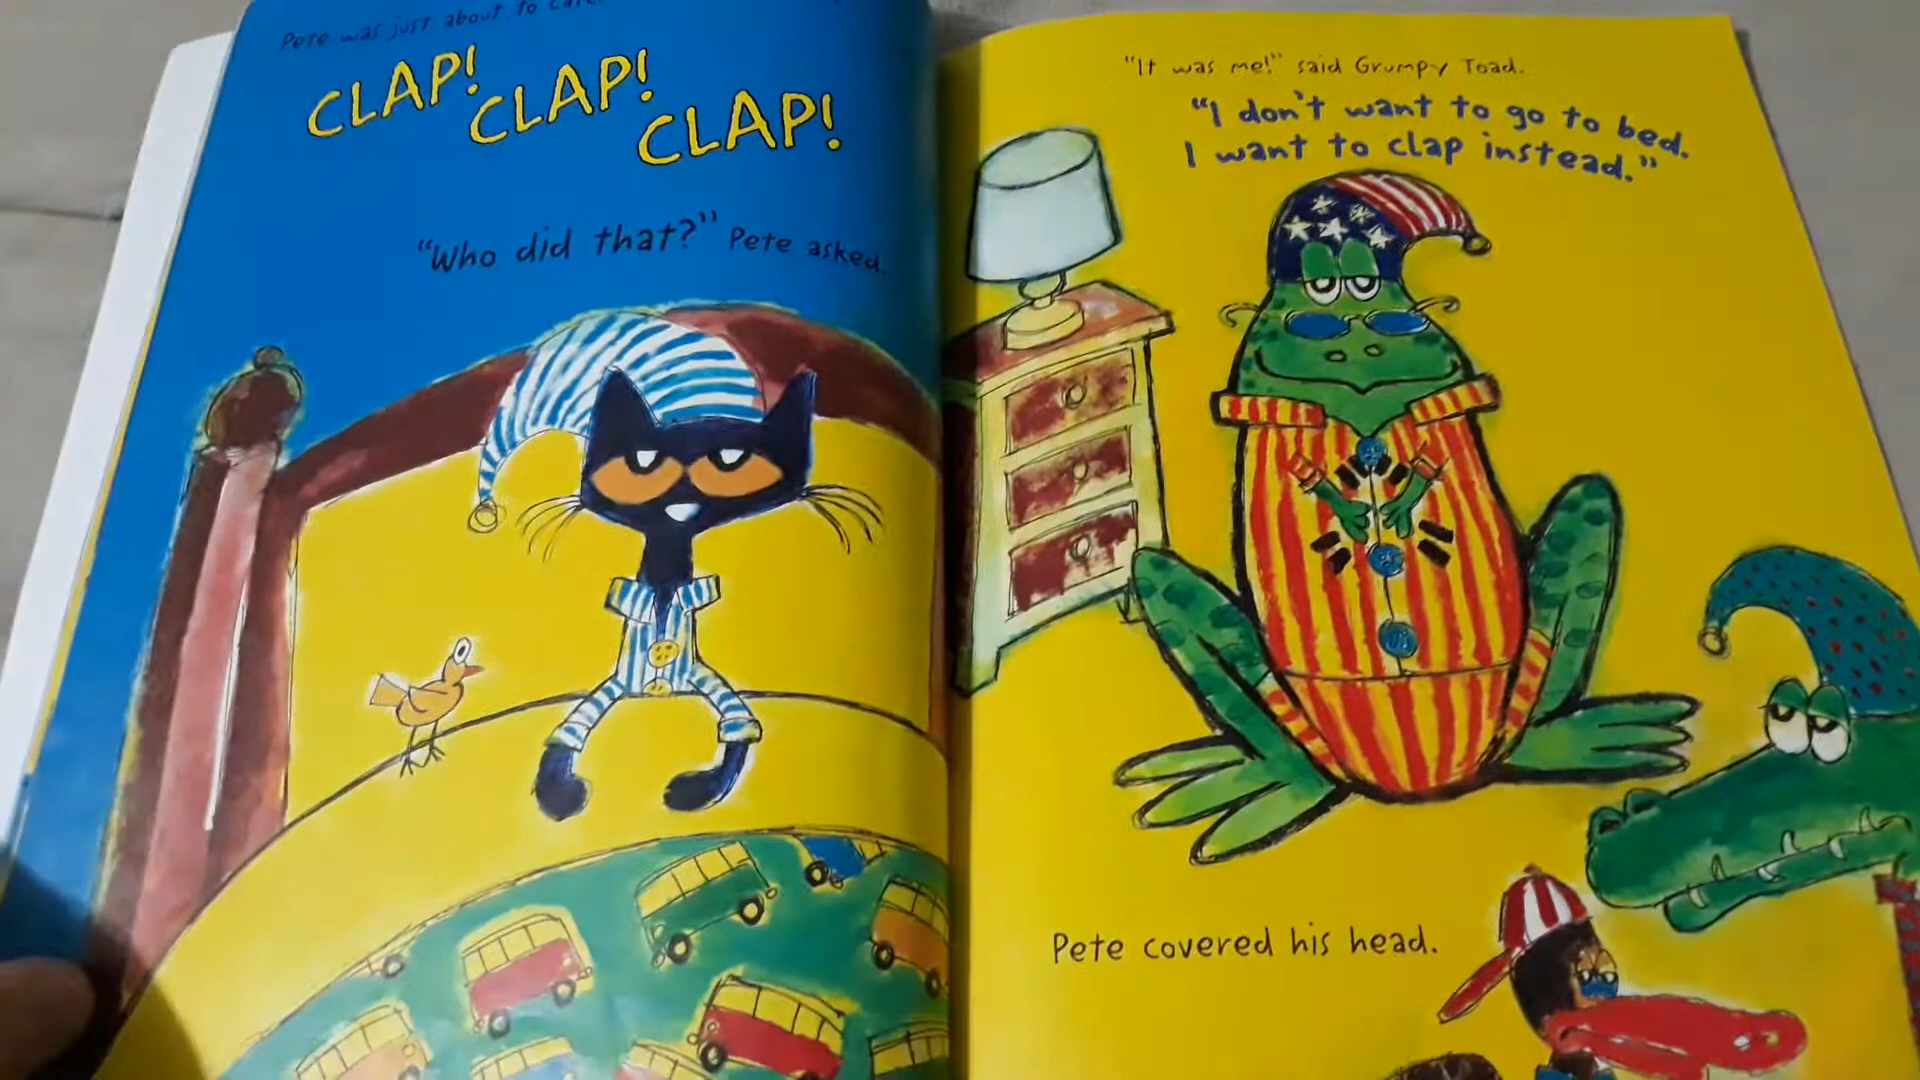 Pete was just about to
CLAP!
CLAP!
CLAP!
"Who did that?" Pete asked.
"It was me!" said Grumpy Toad.
"I don't want to go to bed.
I want to clap instead."
Pete covered his head.